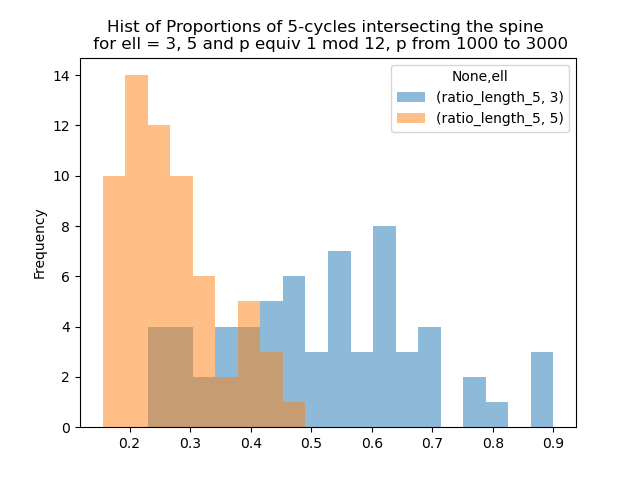 Hist of Proportions of 5-cycles intersecting the spine
for ell = 3, 5 and p equiv 1 mod 12, p from 1000 to 3000
None,ell
(ratio_length_5, 3)
(ratio_length_5, 5)
Frequency
14
12
10
8
6
4
2
0
0.2 0.3 0.4 0.5 0.6 0.7 0.8 0.9